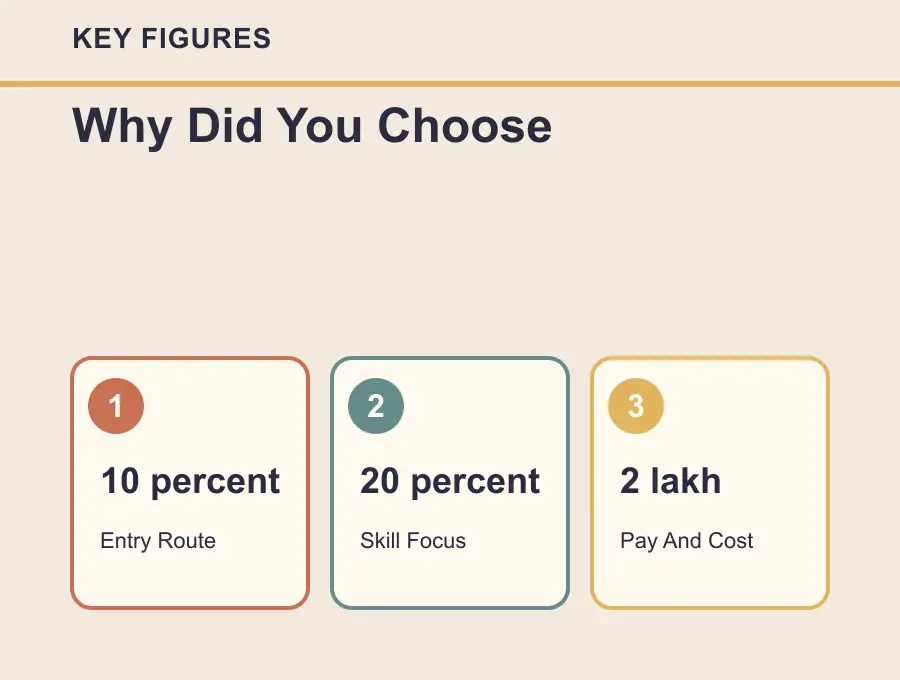 KEY FIGURES
Why Did You Choose
1
10 percent
Entry Route
2
20 percent
Skill Focus
3
2 lakh
Pay And Cost